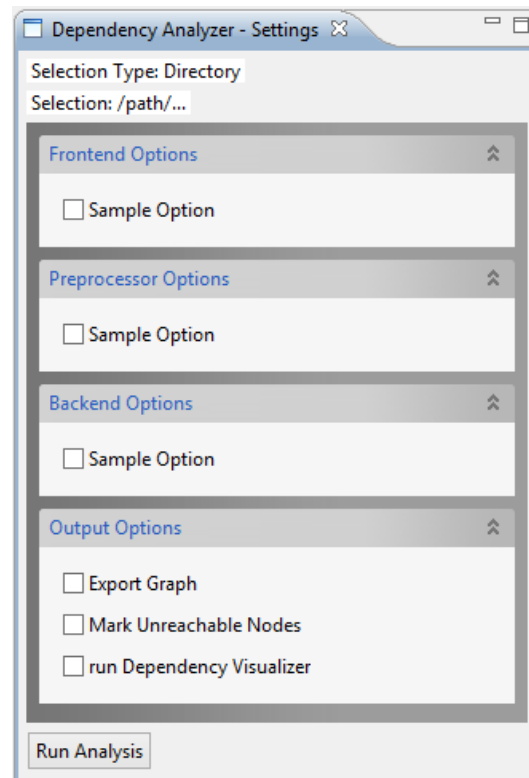 Dependency Analyzer - Settings
Selection Type: Directory
Selection: /path/...
Frontend Options
Sample Option
Preprocessor Options
Sample Option
Backend Options
Sample Option
Output Options
Export Graph
Mark Unreachable Nodes
run Dependency Visualizer
Run Analysis